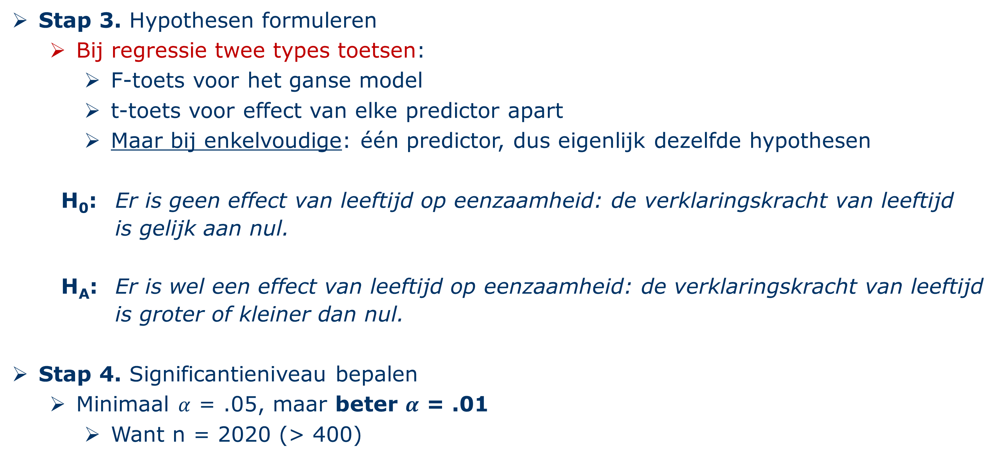 ➢ Stap 3. Hypothesen formuleren
➢ Bij regressie twee types toetsen:
➢ F-toets voor het ganse model
➢ t-toets voor effect van elke predictor apart
➢ Maar bij enkelvoudige: één predictor, dus eigenlijk dezelfde hypothesen
H₀: Er is geen effect van leeftijd op eenzaamheid: de verklaringskracht van leeftijd
is gelijk aan nul.
H_A: Er is wel een effect van leeftijd op eenzaamheid: de verklaringskracht van leeftijd
is groter of kleiner dan nul.
➢ Stap 4. Significantieniveau bepalen
➢ Minimaal α = .05, maar beter α = .01
➢ Want n = 2020 (> 400)